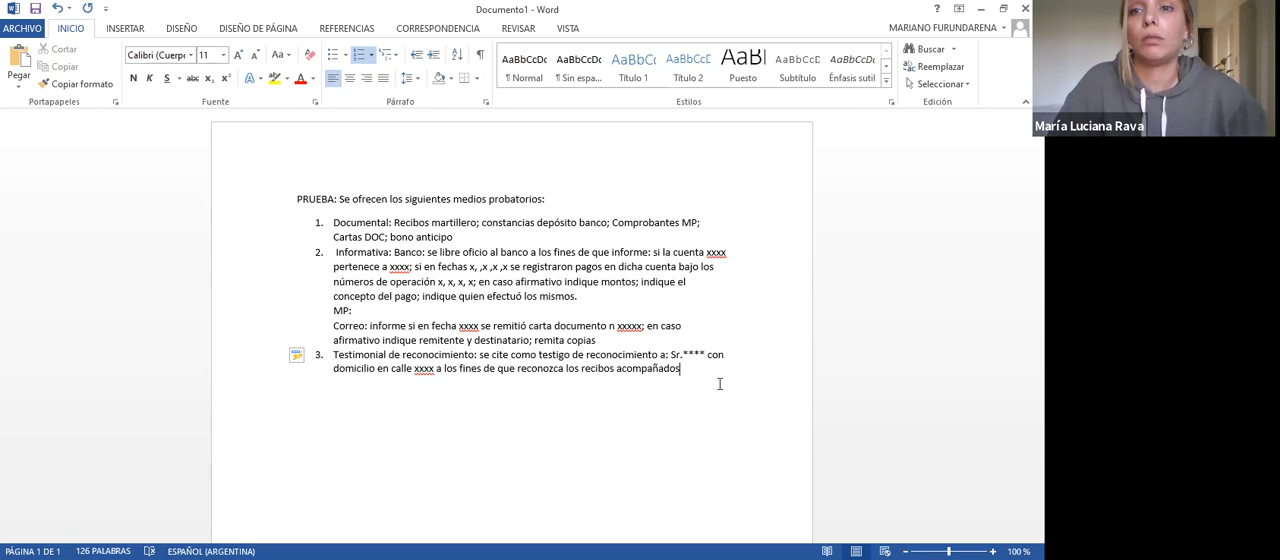 Documento1 - Word
ARCHIVO INICIO INSERTAR DISEÑO DISEÑO DE PÁGINA REFERENCIAS CORRESPONDENCIA REVISAR VISTA MARIANO FURUNDARENA
Pegar
Cortar
Copiar
Copiar formato
Portapapeles
Calibri (Cuerpo 11
N K S abc x₂ x²
Fuente
Párrafo
AaBbCcDc AaBbCcDc AaBbCc AaBbCcD AaBl AaBbCcD AaBbCcDc
¶ Normal ¶ Sin espa... Título 1 Título 2 Puesto Subtítulo Énfasis sutil
Estilos
Buscar
Reemplazar
Seleccionar
Edición
María Luciana Rava
PRUEBA: Se ofrecen los siguientes medios probatorios:
1. Documental: Recibos martillero; constancias depósito banco; Comprobantes MP;
Cartas DOC; bono anticipo
2. Informativa: Banco: se libre oficio al banco a los fines de que informe: si la cuenta xxxx
pertenece a xxxx; si en fechas x, ,x ,x ,x se registraron pagos en dicha cuenta bajo los
números de operación x, x, x, x; en caso afirmativo indique montos; indique el
concepto del pago; indique quien efectuó los mismos.
MP:
Correo: informe si en fecha xxxx se remitió carta documento n xxxxx; en caso
afirmativo indique remitente y destinatario; remita copias
3. Testimonial de reconocimiento: se cite como testigo de reconocimiento a: Sr.**** con
domicilio en calle xxxx a los fines de que reconozca los recibos acompañados
PÁGINA 1 DE 1 126 PALABRAS ESPAÑOL (ARGENTINA) 100 %